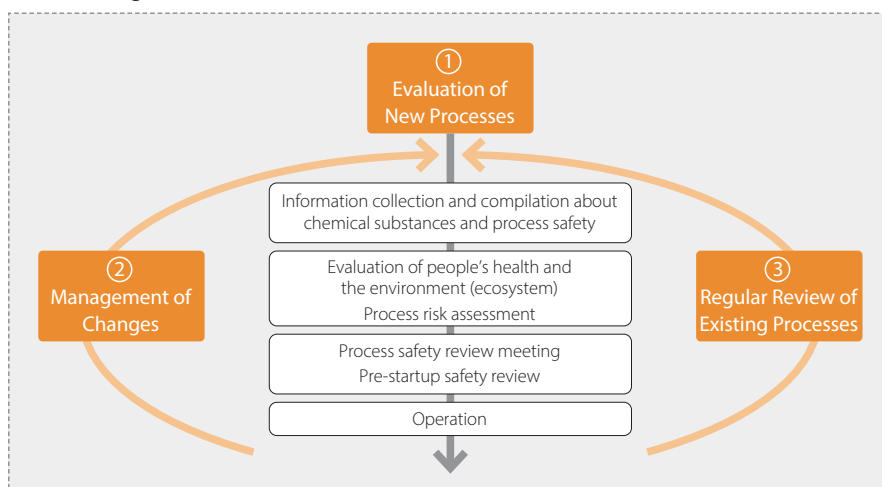 ①
Evaluation of
New Processes
Information collection and compilation about
chemical substances and process safety
②
Management of
Changes
Evaluation of people's health and
the environment (ecosystem)
Process risk assessment
③
Regular Review of
Existing Processes
Process safety review meeting
Pre-startup safety review
Operation